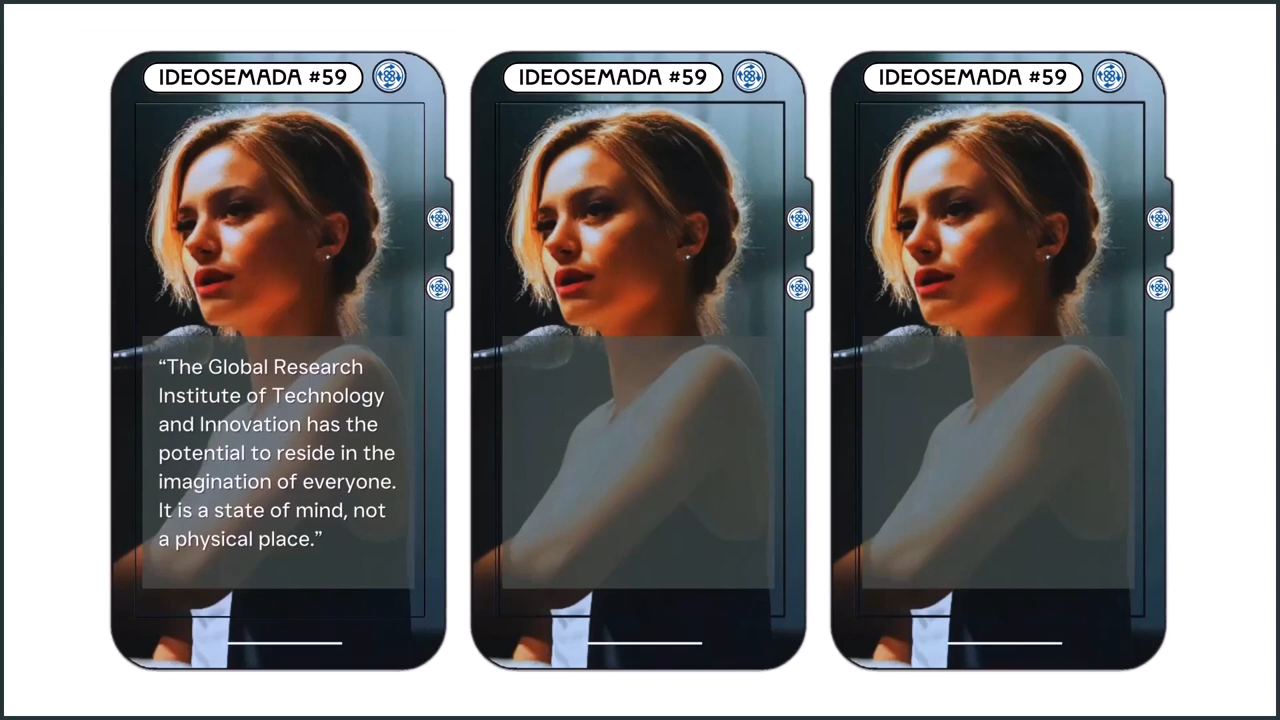 IDEOSEMADA #59
IDEOSEMADA #59
IDEOSEMADA #59
“The Global Research
Institute of Technology
and Innovation has the
potential to reside in the
imagination of everyone.
It is a state of mind, not
a physical place.”